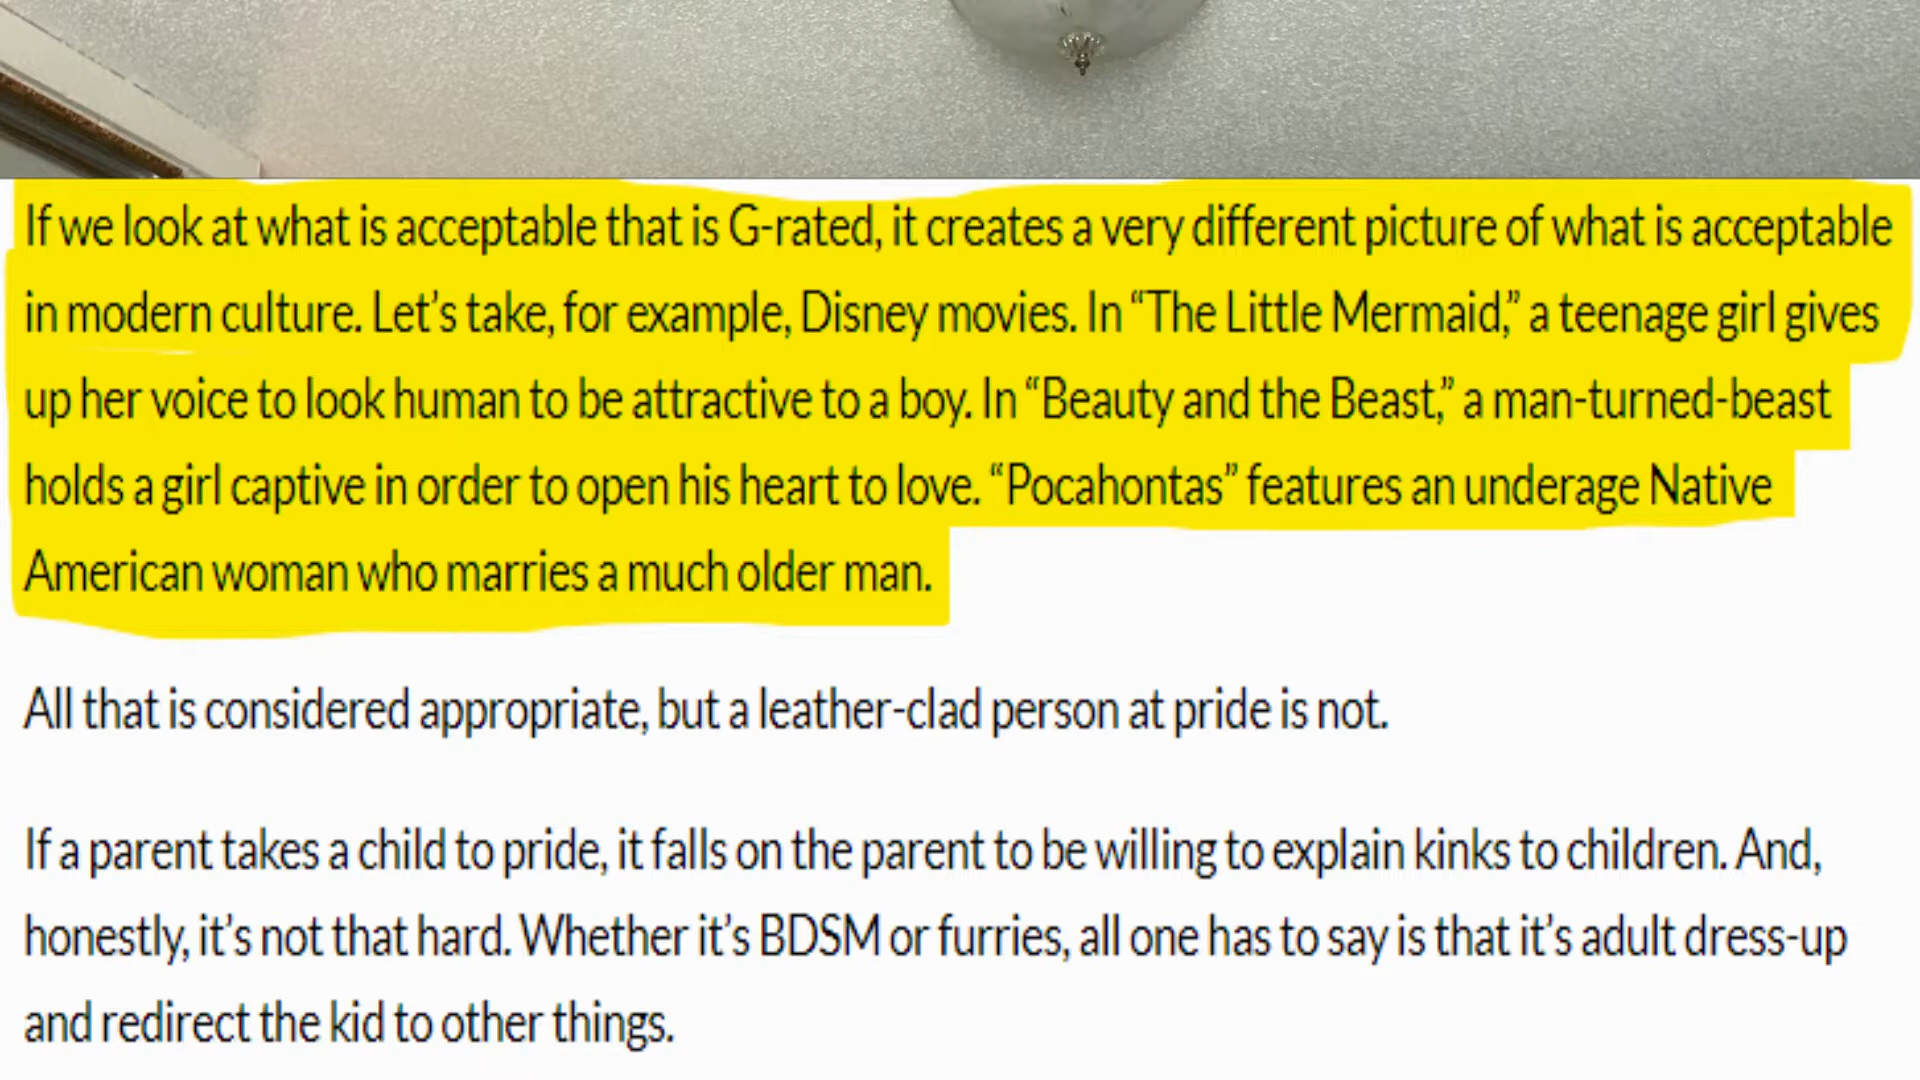 If we look at what is acceptable that is G-rated, it creates a very different picture of what is acceptable
in modern culture. Let’s take, for example, Disney movies. In “The Little Mermaid,” a teenage girl gives
up her voice to look human to be attractive to a boy. In “Beauty and the Beast,” a man-turned-beast
holds a girl captive in order to open his heart to love. “Pocahontas” features an underage Native
American woman who marries a much older man.
All that is considered appropriate, but a leather-clad person at pride is not.
If a parent takes a child to pride, it falls on the parent to be willing to explain kinks to children. And,
honestly, it’s not that hard. Whether it’s BDSM or furries, all one has to say is that it’s adult dress-up
and redirect the kid to other things.